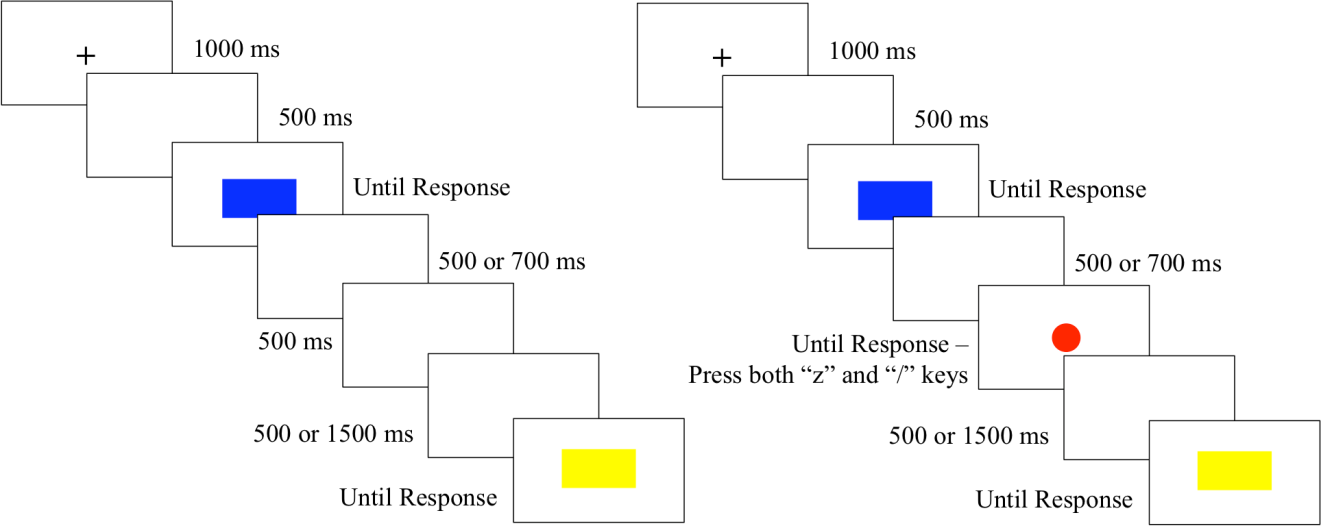 1000 ms
500 ms
Until Response
500 or 700 ms
500 ms
500 or 1500 ms
Until Response
1000 ms
500 ms
Until Response
500 or 700 ms
Until Response –
Press both “z” and “/” keys
500 or 1500 ms
Until Response